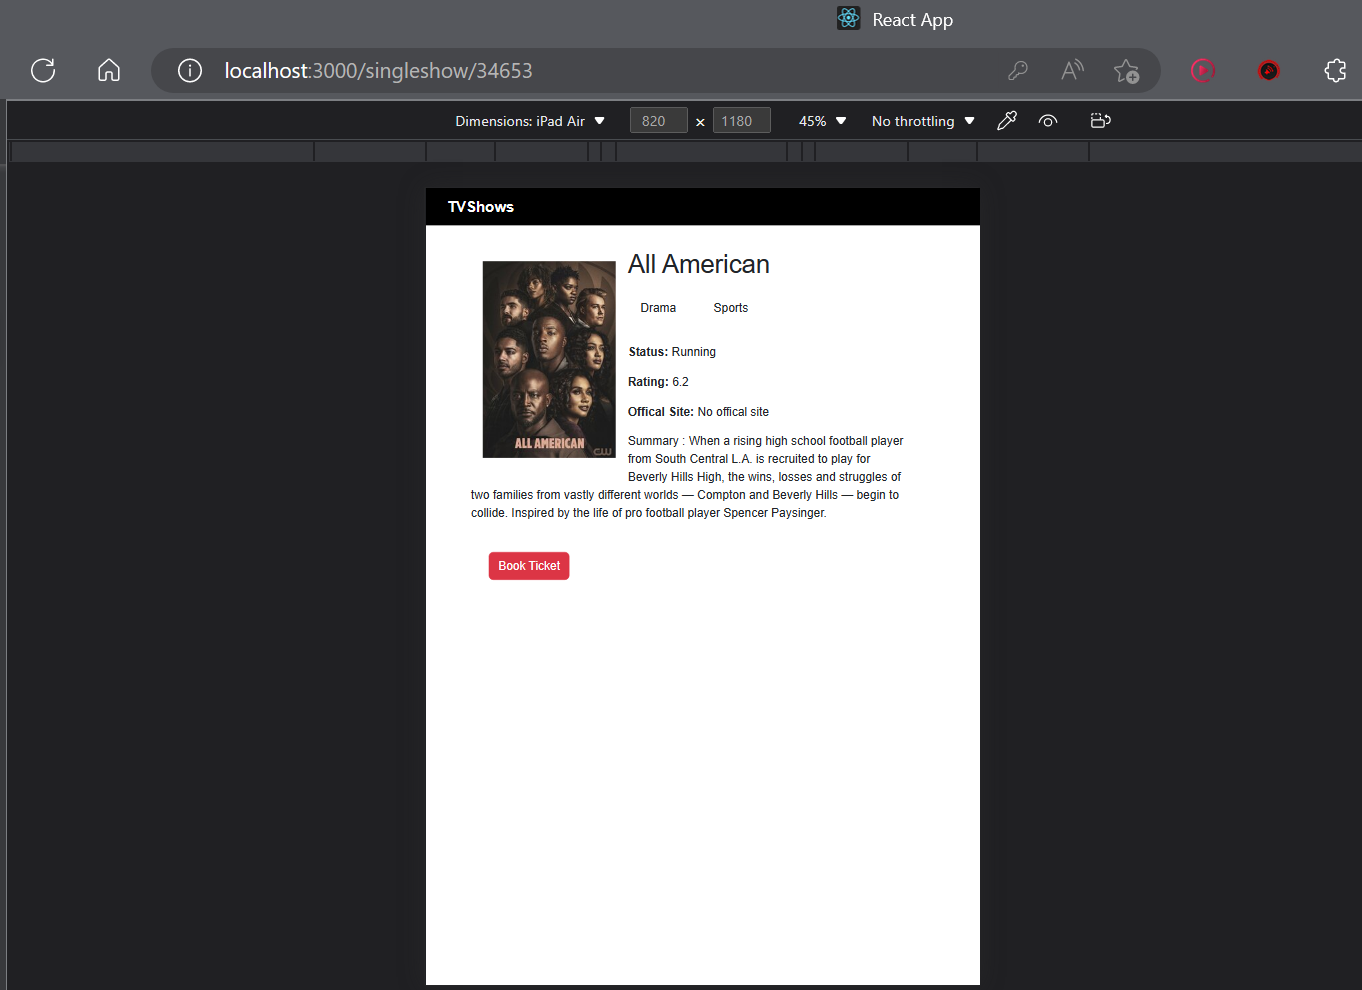 React App
localhost:3000/singleshow/34653
Dimensions: iPad Air 820 × 1180 45% No throttling
TVShows
All American
Drama Sports
Status: Running
Rating: 6.2
Offical Site: No offical site
Summary : When a rising high school football player
from South Central L.A. is recruited to play for
Beverly Hills High, the wins, losses and struggles of
two families from vastly different worlds — Compton and Beverly Hills — begin to
collide. Inspired by the life of pro football player Spencer Paysinger.
ALL AMERICAN
CW
Book Ticket